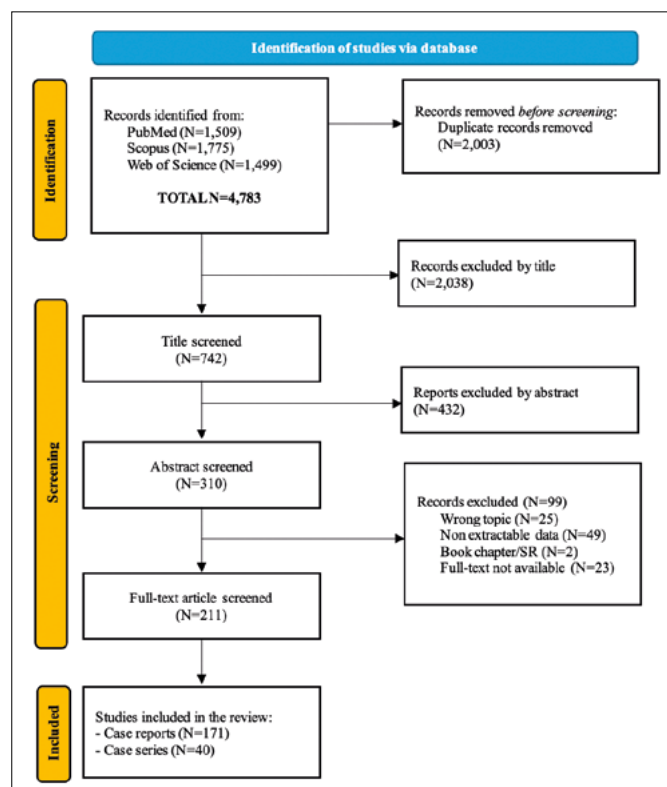 Identification of studies via database
Identification
Records identified from:
PubMed (N=1,509)
Scopus (N=1,775)
Web of Science (N=1,499)
TOTAL N=4,783
Records removed before screening:
Duplicate records removed
(N=2,003)
Records excluded by title
(N=2,038)
Screening
Title screened
(N=742)
Reports excluded by abstract
(N=432)
Abstract screened
(N=310)
Records excluded (N=99)
Wrong topic (N=25)
Non extractable data (N=49)
Book chapter/SR (N=2)
Full-text not available (N=23)
Full-text article screened
(N=211)
Included
Studies included in the review:
- Case reports (N=171)
- Case series (N=40)